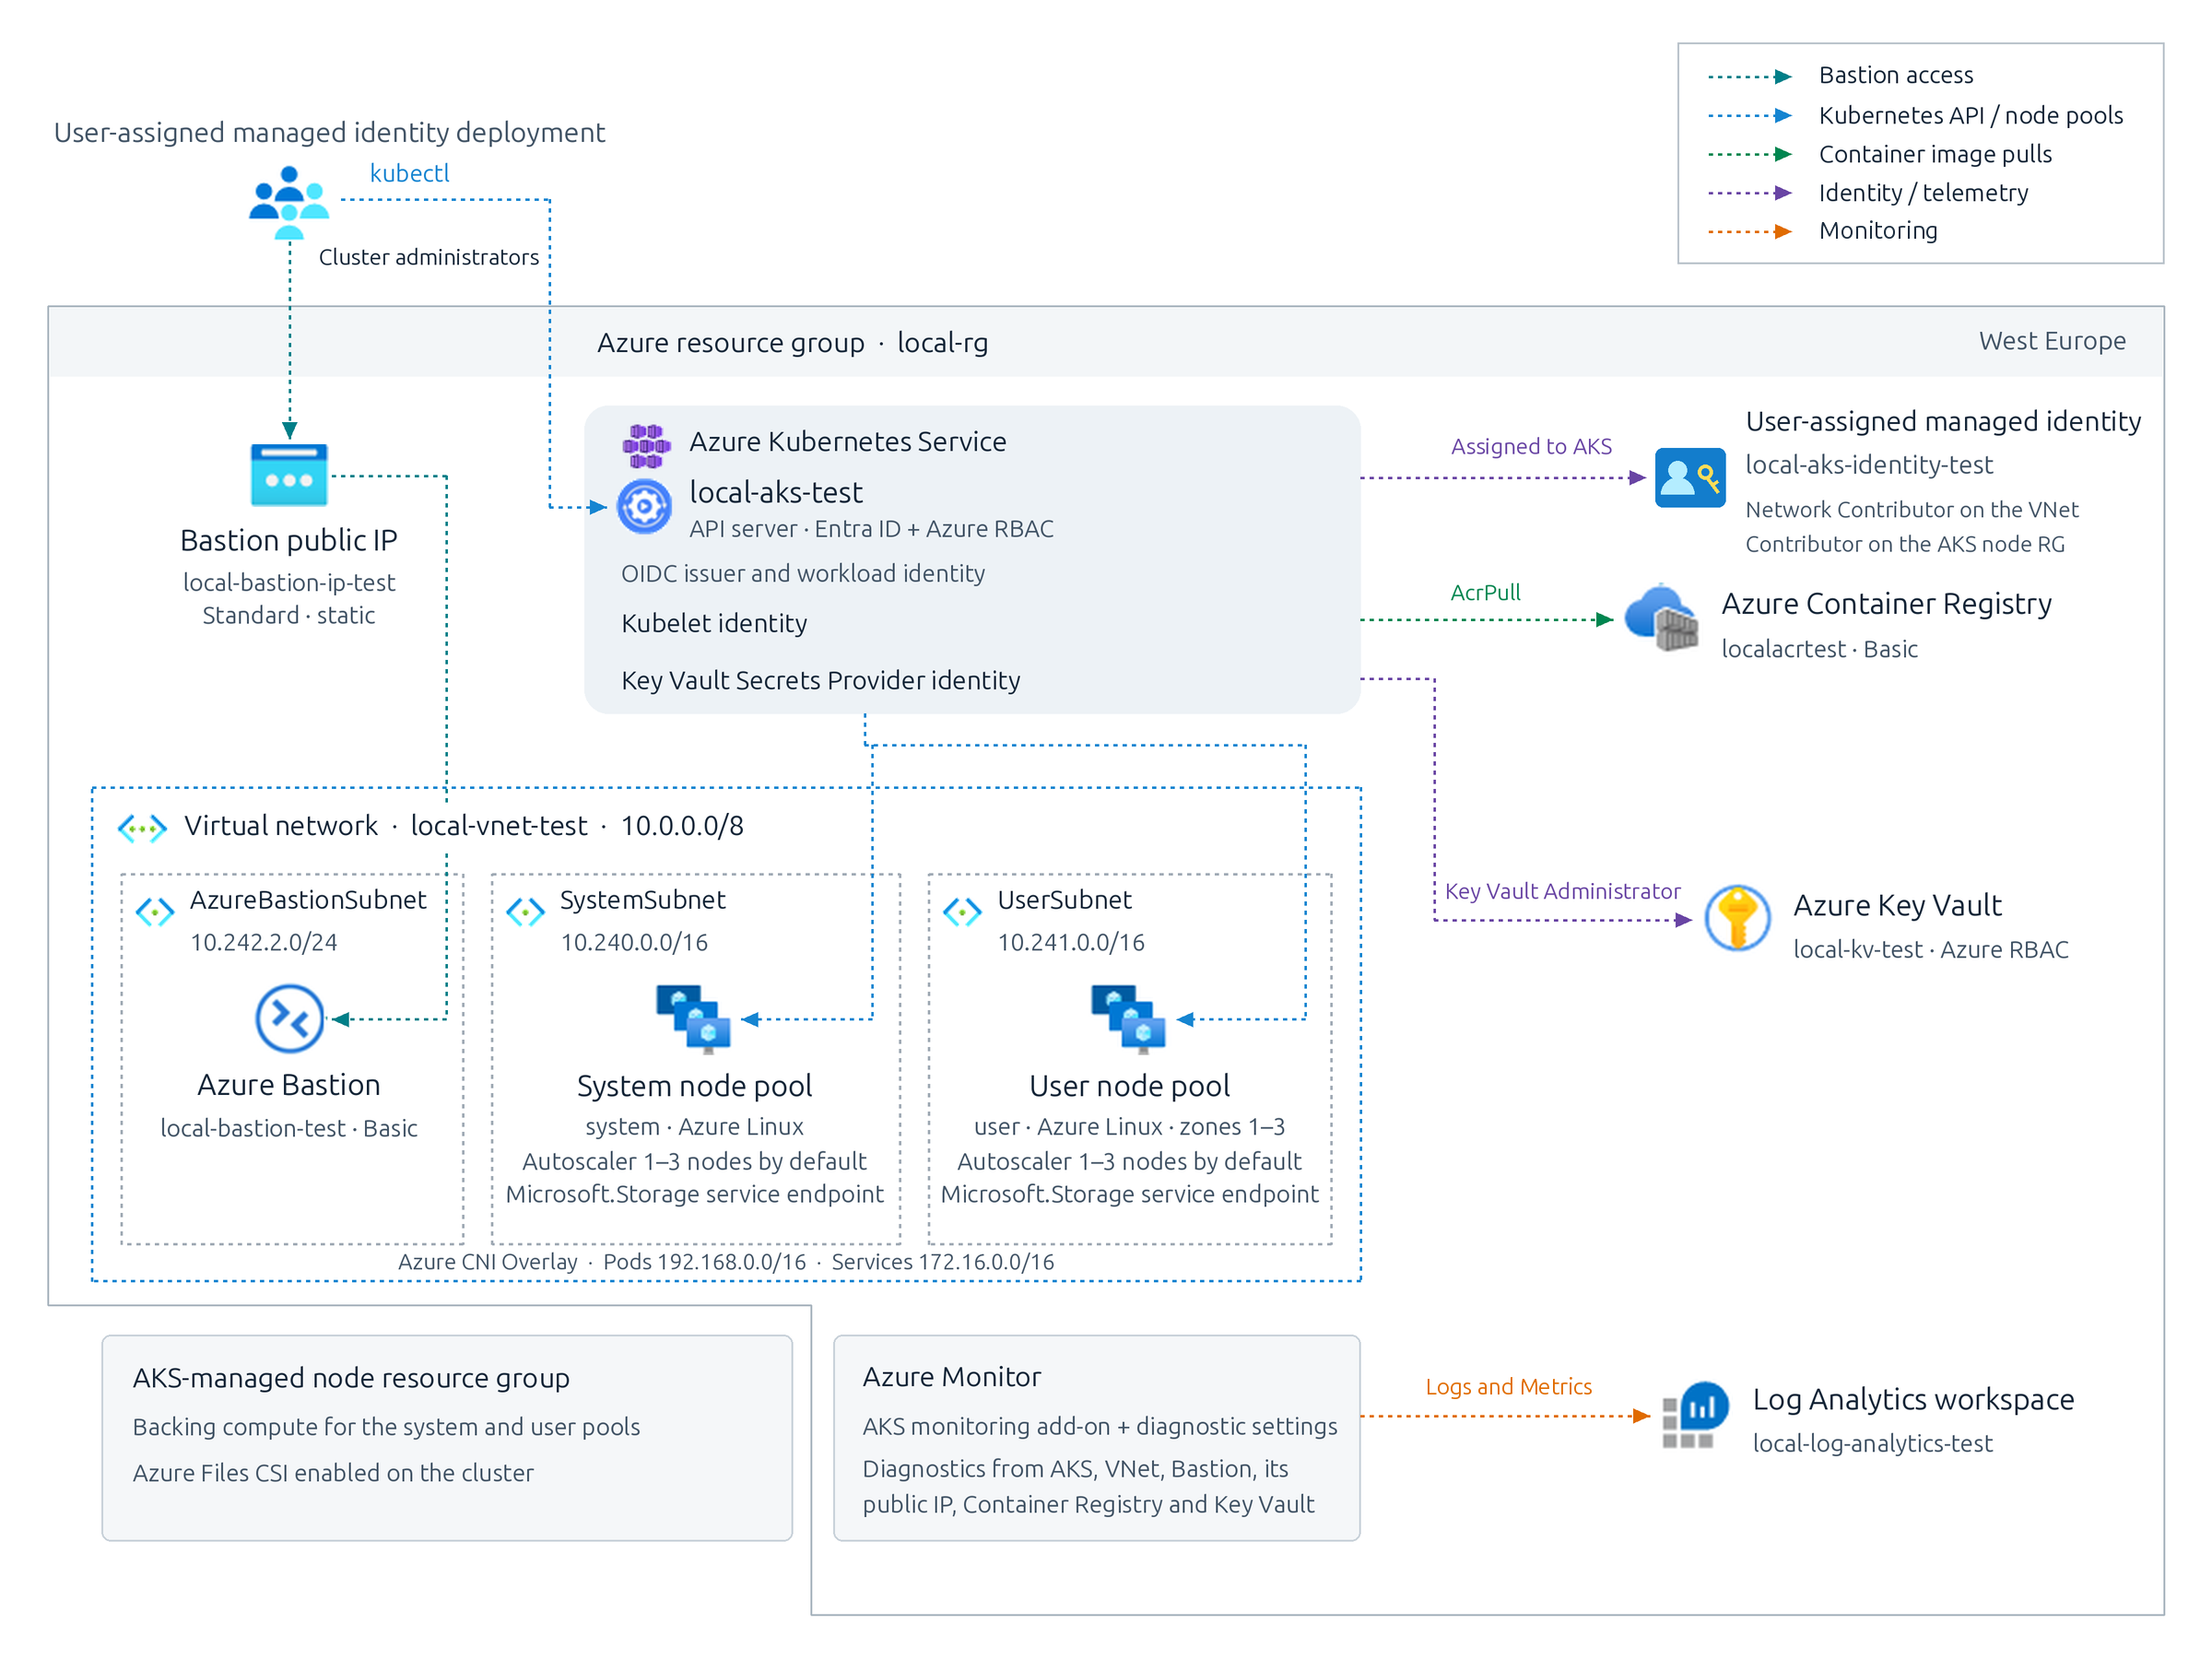 Bastion access
Kubernetes API / node pools
Container image pulls
Identity / telemetry
Monitoring
User-assigned managed identity deployment
kubectl
Cluster administrators
Azure resource group · local-rg
West Europe
Bastion public IP
local-bastion-ip-test
Standard · static
Azure Kubernetes Service
local-aks-test
API server · Entra ID + Azure RBAC
OIDC issuer and workload identity
Kubelet identity
Key Vault Secrets Provider identity
Assigned to AKS
User-assigned managed identity
local-aks-identity-test
Network Contributor on the VNet
Contributor on the AKS node RG
AcrPull
Azure Container Registry
localacrtest · Basic
Key Vault Administrator
Azure Key Vault
local-kv-test · Azure RBAC
Virtual network · local-vnet-test · 10.0.0.0/8
AzureBastionSubnet
10.242.2.0/24
Azure Bastion
local-bastion-test · Basic
SystemSubnet
10.240.0.0/16
System node pool
system · Azure Linux
Autoscaler 1–3 nodes by default
Microsoft.Storage service endpoint
UserSubnet
10.241.0.0/16
User node pool
user · Azure Linux · zones 1–3
Autoscaler 1–3 nodes by default
Microsoft.Storage service endpoint
Azure CNI Overlay · Pods 192.168.0.0/16 · Services 172.16.0.0/16
AKS-managed node resource group
Backing compute for the system and user pools
Azure Files CSI enabled on the cluster
Azure Monitor
AKS monitoring add-on + diagnostic settings
Diagnostics from AKS, VNet, Bastion, its
public IP, Container Registry and Key Vault
Logs and Metrics
Log Analytics workspace
local-log-analytics-test